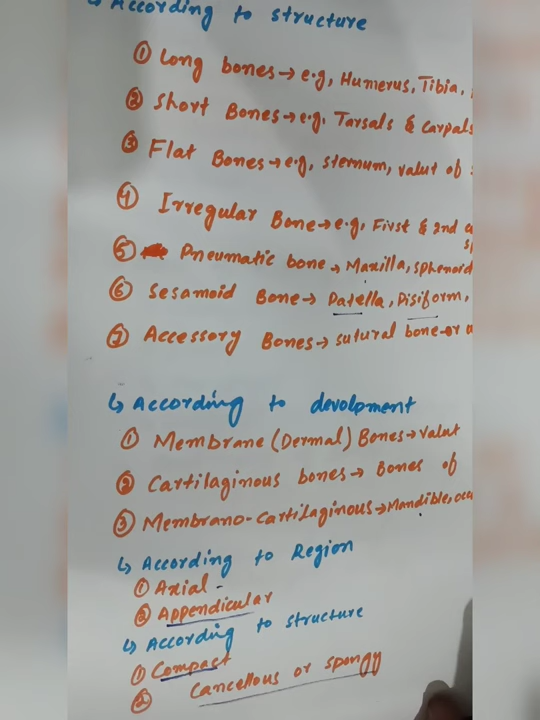 ↳ According to structure
① Long bones → e.g, Humerus, Tibia,
② Short Bones → e.g, Tarsals & Carpals
③ Flat Bones → e.g, sternum, valut of
④ Irregular Bone → e.g, First & 2nd
⑤ Pneumatic bone → Maxilla, sphenoid
⑥ Sesamoid Bone → Patella, Pisiform,
⑦ Accessory Bones → sutural bone or
↳ According to devolpment
① Membrane (Dermal) Bones → valut
② Cartilaginous bones → Bones of
③ Membrano-cartilaginous → Mandible,
↳ According to Region
① Axial
② Appendicular
↳ According to structure
① Compact
② Cancellous or spongy